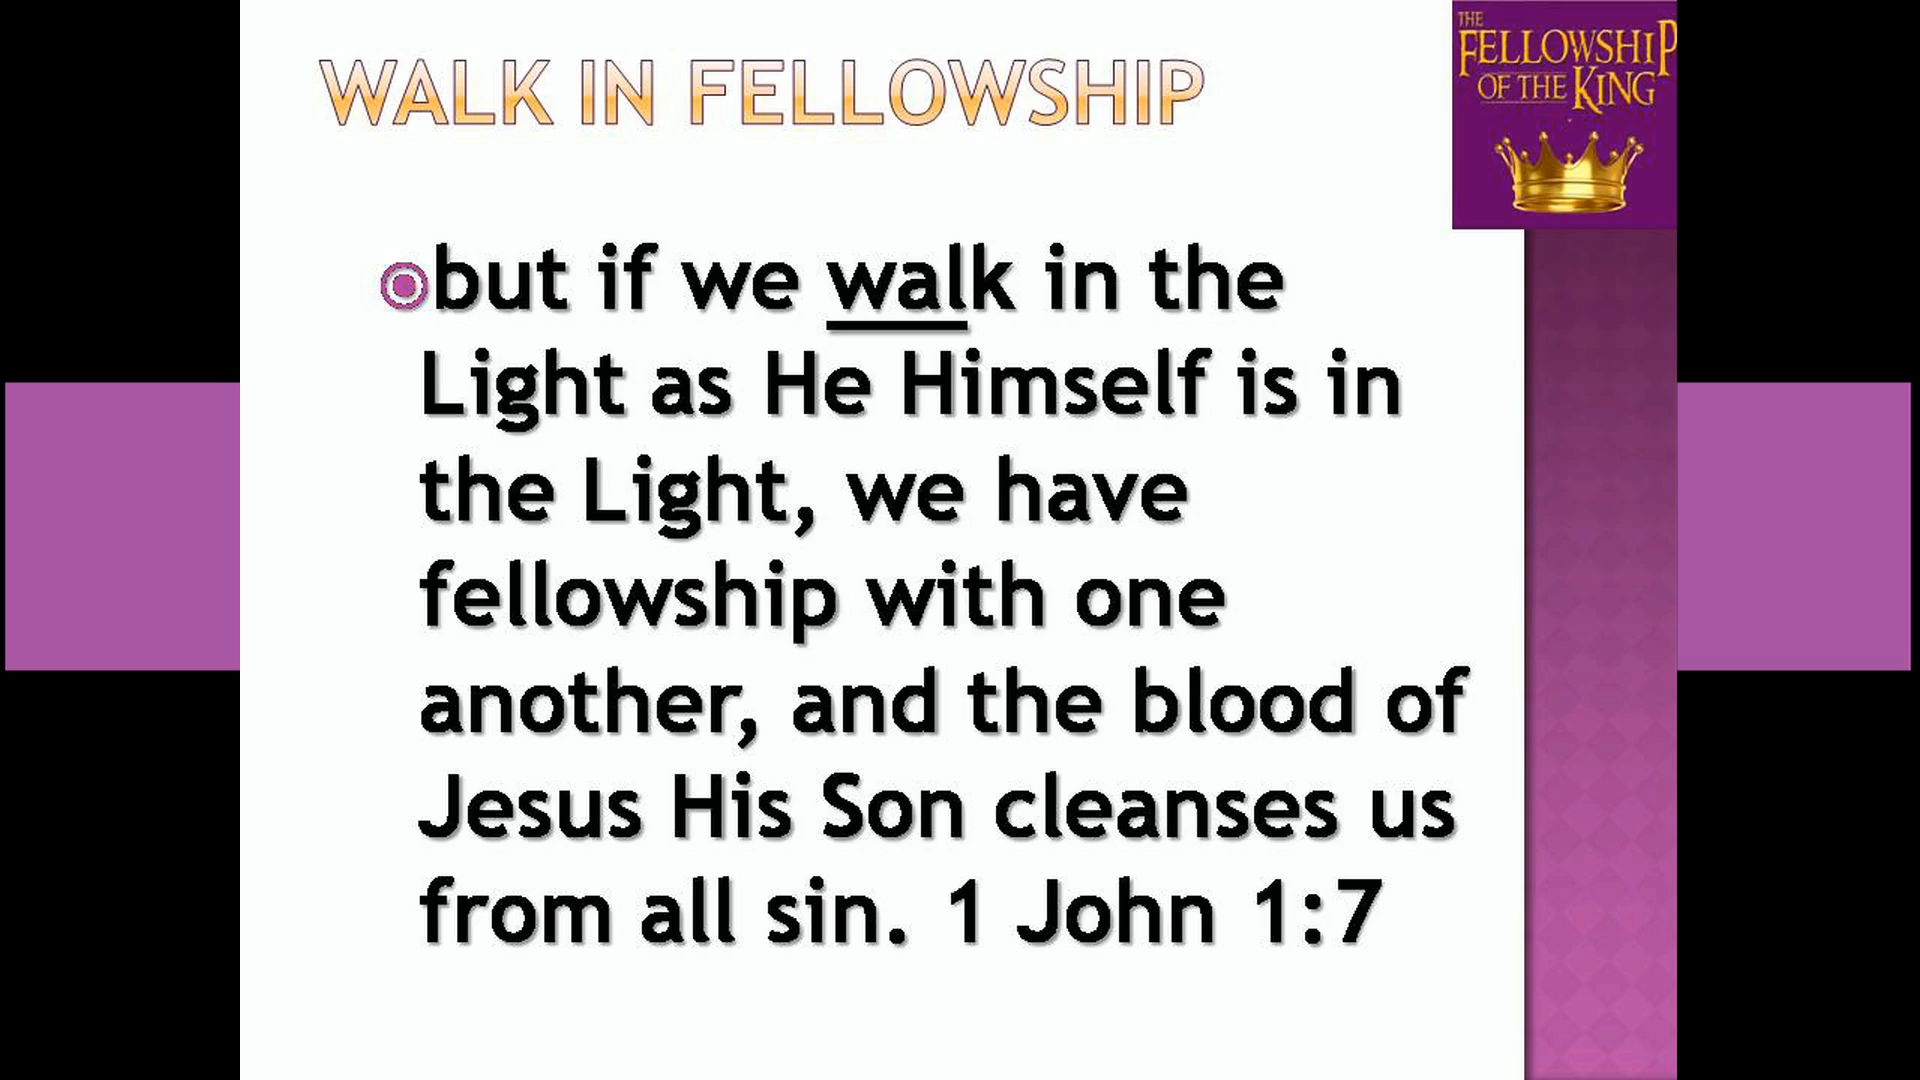 WALK IN FELLOWSHIP
THE
FELLOWSHIP
OF THE KING
but if we walk in the
Light as He Himself is in
the Light, we have
fellowship with one
another, and the blood of
Jesus His Son cleanses us
from all sin. 1 John 1:7